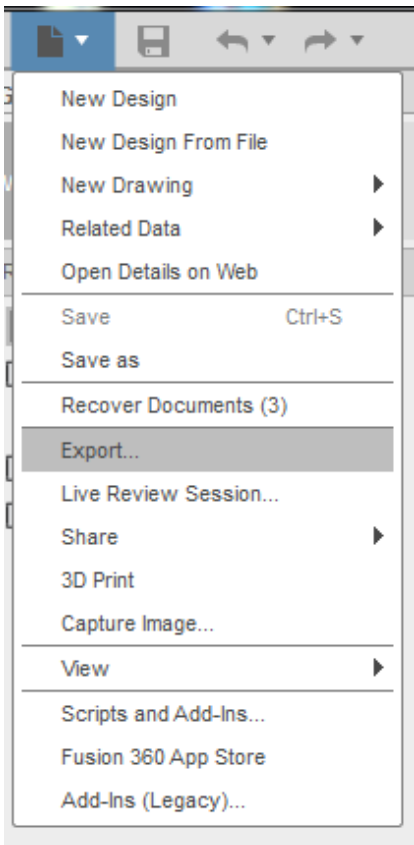 New Design
New Design From File
New Drawing
Related Data
Open Details on Web
Save Ctrl+S
Save as
Recover Documents (3)
Export...
Live Review Session...
Share
3D Print
Capture Image...
View
Scripts and Add-Ins...
Fusion 360 App Store
Add-Ins (Legacy)...